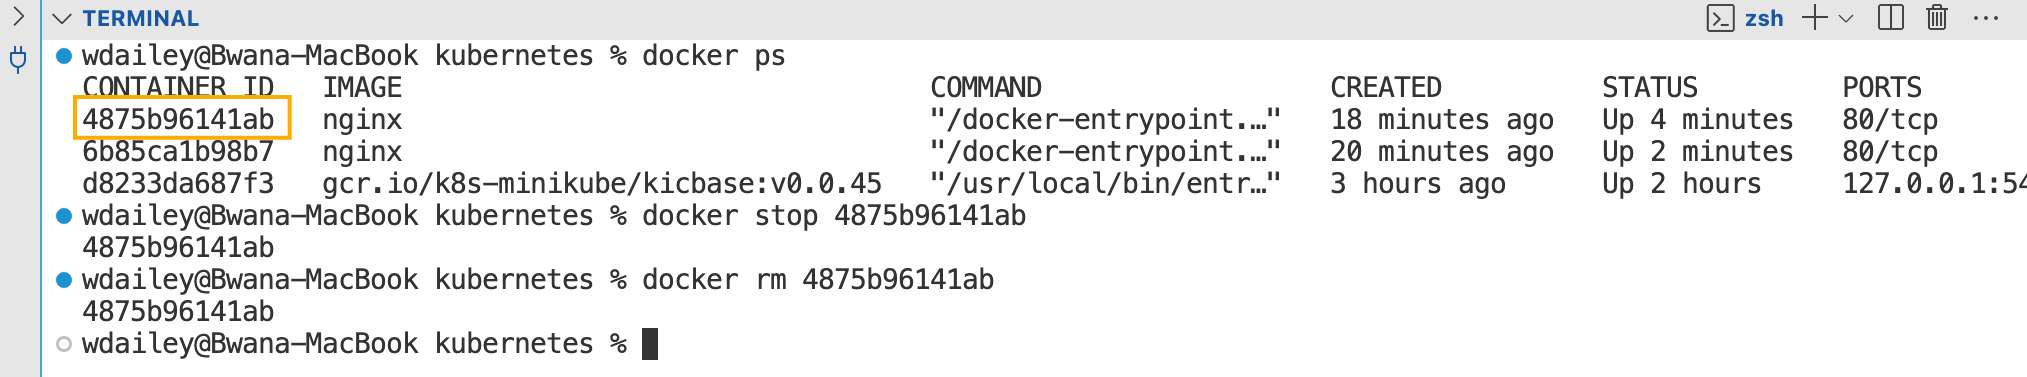 TERMINAL zsh
wdailey@Bwana-MacBook kubernetes % docker ps
CONTAINER ID IMAGE COMMAND CREATED STATUS PORTS
4875b96141ab nginx "/docker-entrypoint.…" 18 minutes ago Up 4 minutes 80/tcp
6b85ca1b98b7 nginx "/docker-entrypoint.…" 20 minutes ago Up 2 minutes 80/tcp
d8233da687f3 gcr.io/k8s-minikube/kicbase:v0.0.45 "/usr/local/bin/entr…" 3 hours ago Up 2 hours 127.0.0.1:54
wdailey@Bwana-MacBook kubernetes % docker stop 4875b96141ab
4875b96141ab
wdailey@Bwana-MacBook kubernetes % docker rm 4875b96141ab
4875b96141ab
wdailey@Bwana-MacBook kubernetes %